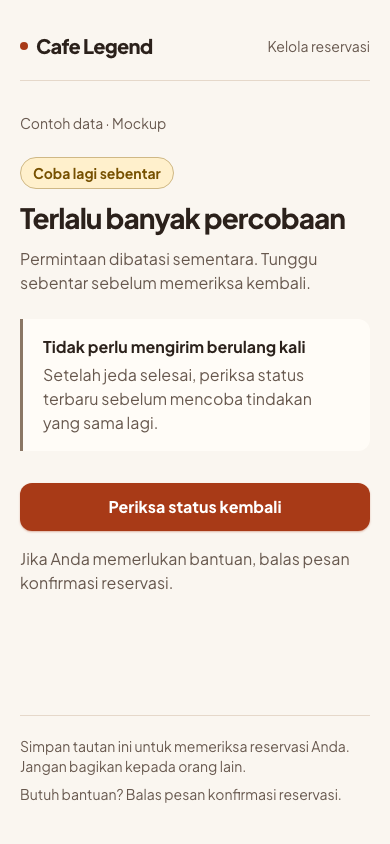 Cafe Legend
Kelola reservasi
Contoh data · Mockup
Coba lagi sebentar
Terlalu banyak percobaan
Permintaan dibatasi sementara. Tunggu
sebentar sebelum memeriksa kembali.
Tidak perlu mengirim berulang kali
Setelah jeda selesai, periksa status
terbaru sebelum mencoba tindakan
yang sama lagi.
Periksa status kembali
Jika Anda memerlukan bantuan, balas pesan
konfirmasi reservasi.
Simpan tautan ini untuk memeriksa reservasi Anda.
Jangan bagikan kepada orang lain.
Butuh bantuan? Balas pesan konfirmasi reservasi.